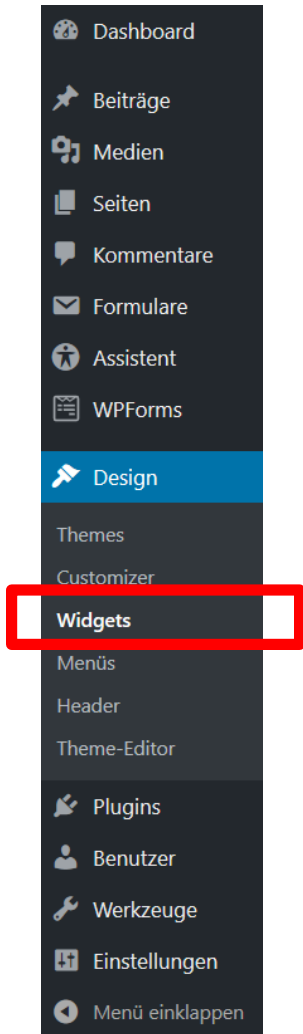 Dashboard
Beiträge
Medien
Seiten
Kommentare
Formulare
Assistent
WPForms
Design
Themes
Customizer
Widgets
Menüs
Header
Theme-Editor
Plugins
Benutzer
Werkzeuge
Einstellungen
Menü einklappen